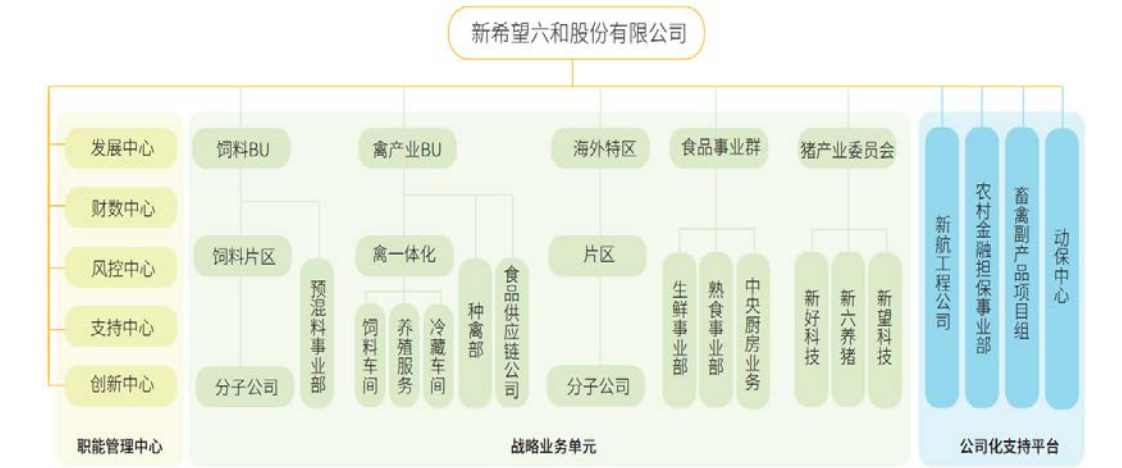 新希望六和股份有限公司
发展中心
财数中心
风控中心
支持中心
创新中心
职能管理中心
饲料BU
饲料片区
分子公司
预混料事业部
禽产业BU
禽一体化
饲料车间
养殖服务
冷藏车间
种禽部
食品供应链公司
海外特区
片区
分子公司
食品事业群
生鲜事业部
熟食事业部
中央厨房业务
猪产业委员会
新好科技
新六养猪
新望科技
战略业务单元
新航工程公司
农村金融担保事业部
畜禽副产品项目组
动保中心
公司化支持平台